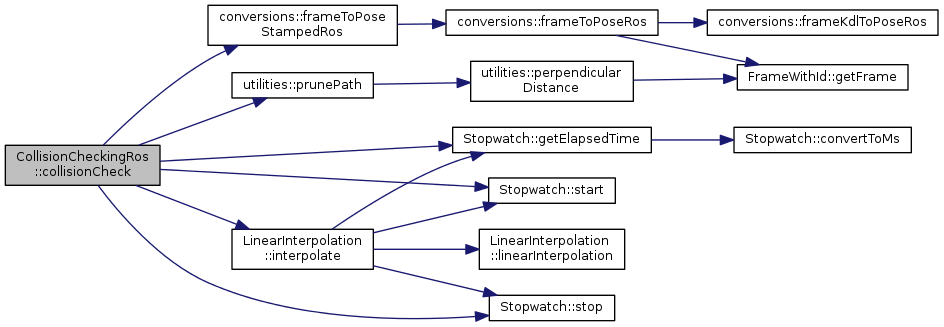 conversions::frameToPose
StampedRos
conversions::frameToPoseRos
conversions::frameKdlToPoseRos
utilities::prunePath
utilities::perpendicular
Distance
FrameWithId::getFrame
CollisionCheckingRos
::collisionCheck
Stopwatch::getElapsedTime
Stopwatch::convertToMs
Stopwatch::start
LinearInterpolation
::interpolate
LinearInterpolation
::linearInterpolation
Stopwatch::stop